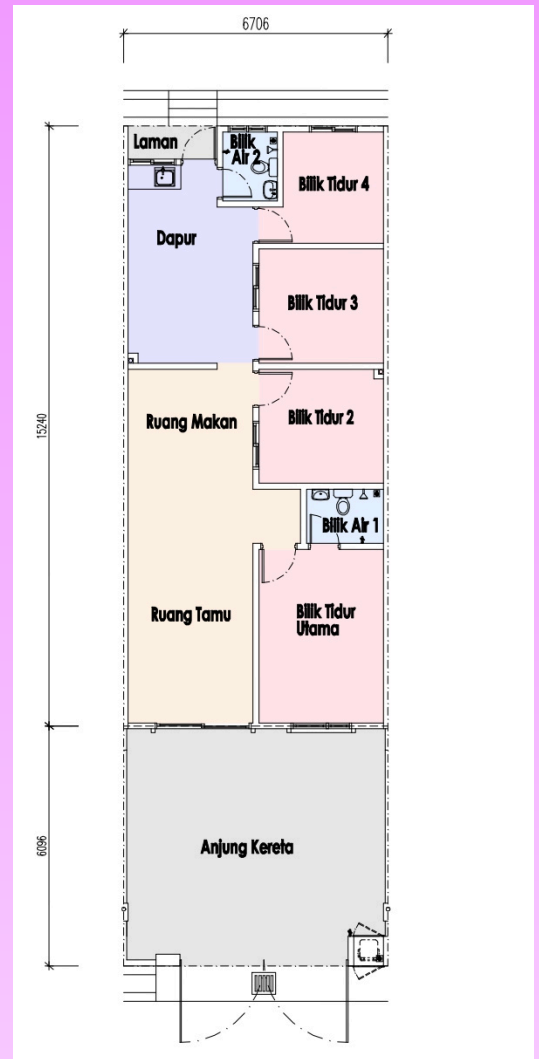 6706
Laman
Bilik
Air 2
Bilik Tidur 4
Dapur
Bilik Tidur 3
15240
Ruang Makan
Bilik Tidur 2
Bilik Air 1
Ruang Tamu
Bilik Tidur
Utama
6096
Anjung Kereta